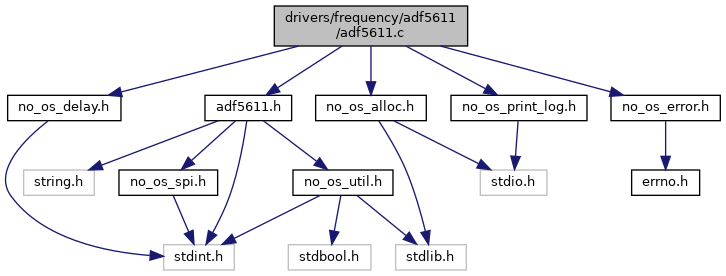 drivers/frequency/adf5611
/adf5611.c
no_os_delay.h
adf5611.h
no_os_alloc.h
no_os_print_log.h
no_os_error.h
string.h
no_os_spi.h
no_os_util.h
stdio.h
errno.h
stdint.h
stdbool.h
stdlib.h